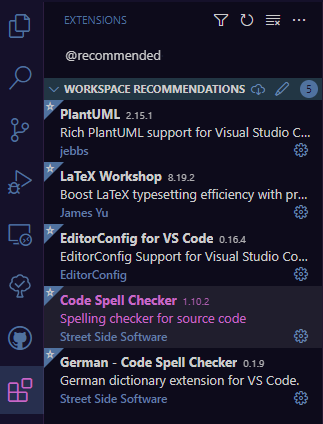 EXTENSIONS
@recommended
WORKSPACE RECOMMENDATIONS 5
PlantUML 2.15.1
Rich PlantUML support for Visual Studio C...
jebbs
LaTeX Workshop 8.19.2
Boost LaTeX typesetting efficiency with pr...
James Yu
EditorConfig for VS Code 0.16.4
EditorConfig Support for Visual Studio Co...
EditorConfig
Code Spell Checker 1.10.2
Spelling checker for source code
Street Side Software
German - Code Spell Checker 0.1.9
German dictionary extension for VS Code.
Street Side Software